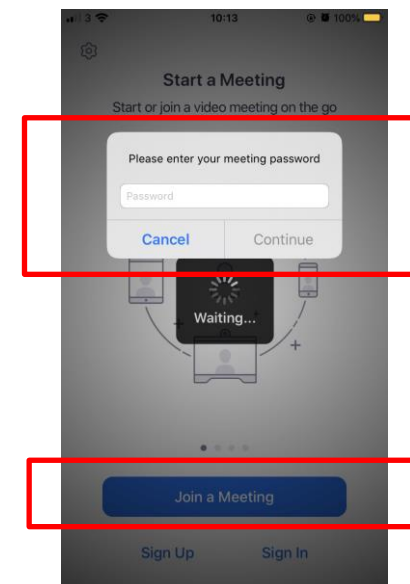 3 10:13 100%
Start a Meeting
Start or join a video meeting on the go
Please enter your meeting password
Password
Cancel Continue
Waiting...
Join a Meeting
Sign Up Sign In